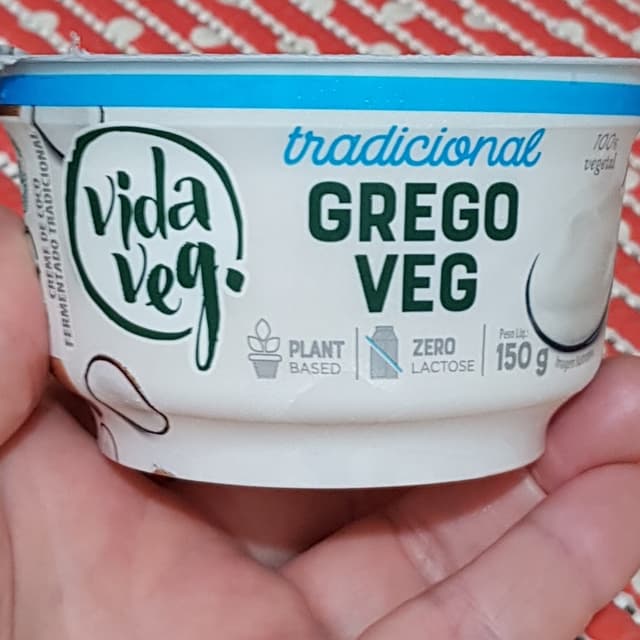 CREME DE COCO
FERMENTADO TRADICIONAL
vida
veg.
tradicional
100%
vegetal
GREGO
VEG
PLANT
BASED
ZERO
LACTOSE
Peso Líq.:
150 g